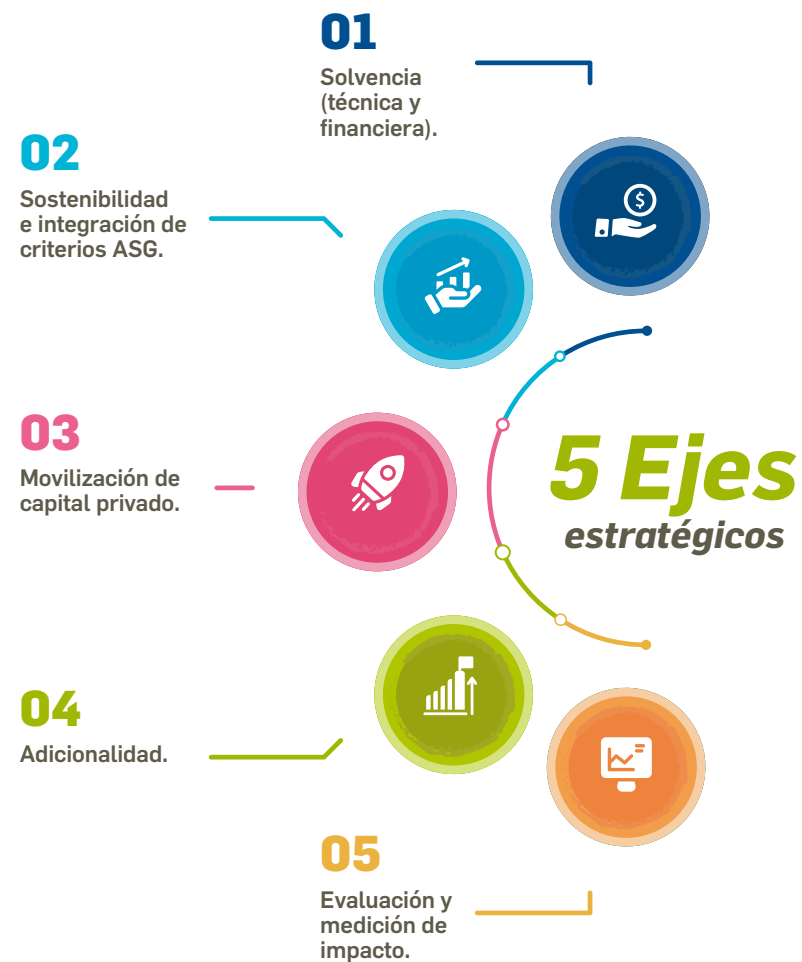 01
Solvencia
(técnica y
financiera).
02
Sostenibilidad
e integración de
criterios ASG.
03
Movilización de
capital privado.
5 Ejes
estratégicos
04
Adicionalidad.
05
Evaluación y
medición de
impacto.
$